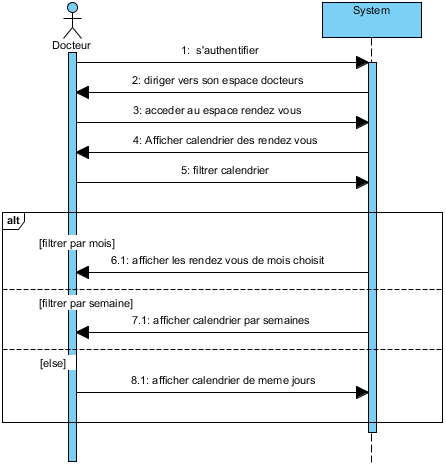 System
Docteur
1: s'authentifier
2: diriger vers son espace docteurs
3: acceder au espace rendez vous
4: Afficher calendrier des rendez vous
5: filtrer calendrier
alt
[filtrer par mois]
6.1: afficher les rendez vous de mois choisit
[filtrer par semaine]
7.1: afficher calendrier par semaines
[else]
8.1: afficher calendrier de meme jours